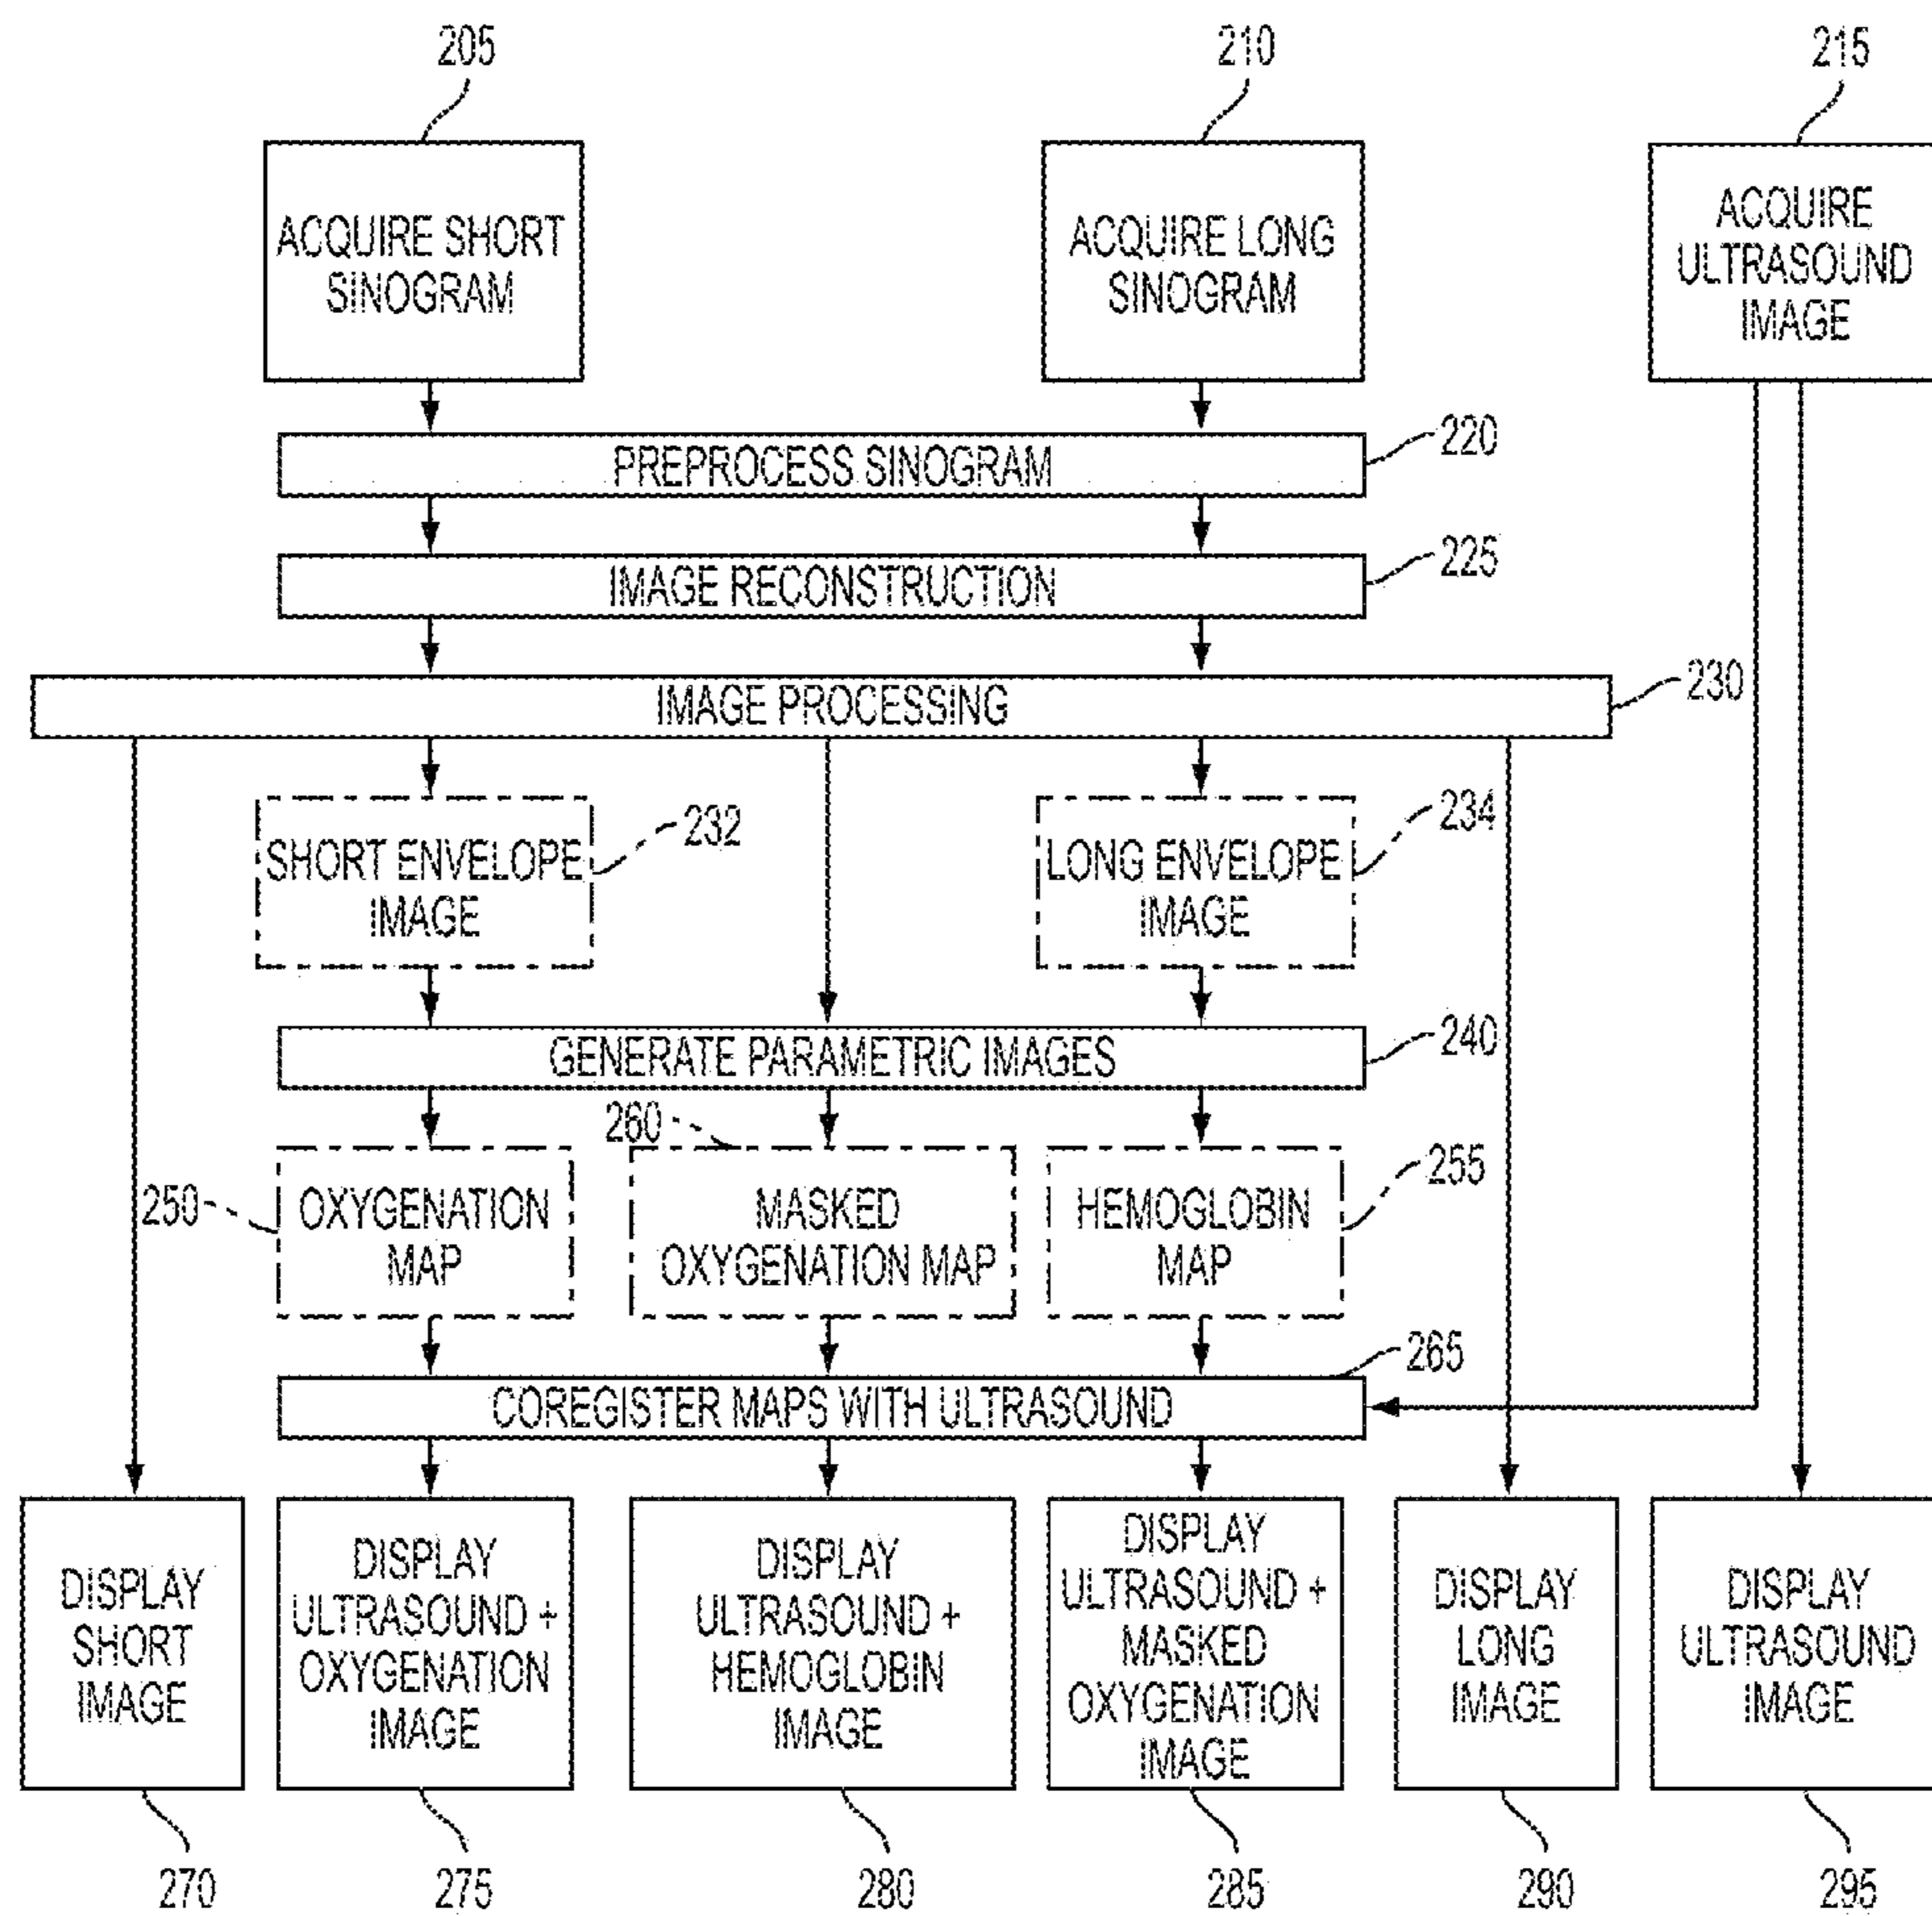 205
210
215
ACQUIRE SHORT
SINOGRAM
ACQUIRE LONG
SINOGRAM
ACQUIRE
ULTRASOUND
IMAGE
PREPROCESS SINOGRAM
220
IMAGE RECONSTRUCTION
225
IMAGE PROCESSING
230
SHORT ENVELOPE
IMAGE
232
LONG ENVELOPE
IMAGE
234
GENERATE PARAMETRIC IMAGES
240
250
OXYGENATION
MAP
260
MASKED
OXYGENATION MAP
HEMOGLOBIN
MAP
255
COREGISTER MAPS WITH ULTRASOUND
265
DISPLAY
SHORT
IMAGE
DISPLAY
ULTRASOUND +
OXYGENATION
IMAGE
DISPLAY
ULTRASOUND +
HEMOGLOBIN
IMAGE
DISPLAY
ULTRASOUND +
MASKED
OXYGENATION
IMAGE
DISPLAY
LONG
IMAGE
DISPLAY
ULTRASOUND
IMAGE
270
275
280
285
290
295